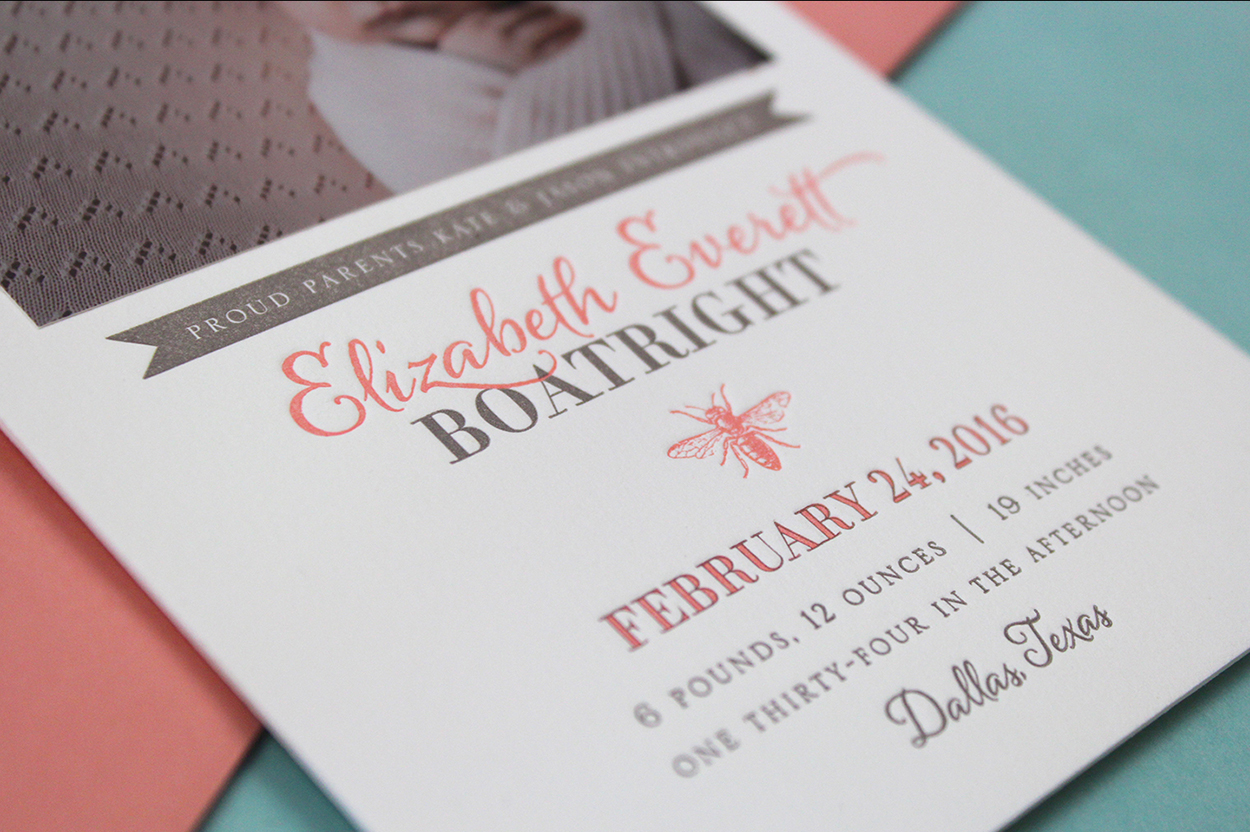 PROUD PARENTS KATE & JASON INTRODUCE
Elizabeth Everett
BOATRIGHT
FEBRUARY 24, 2016
6 POUNDS, 12 OUNCES | 19 INCHES
ONE THIRTY-FOUR IN THE AFTERNOON
Dallas, Texas